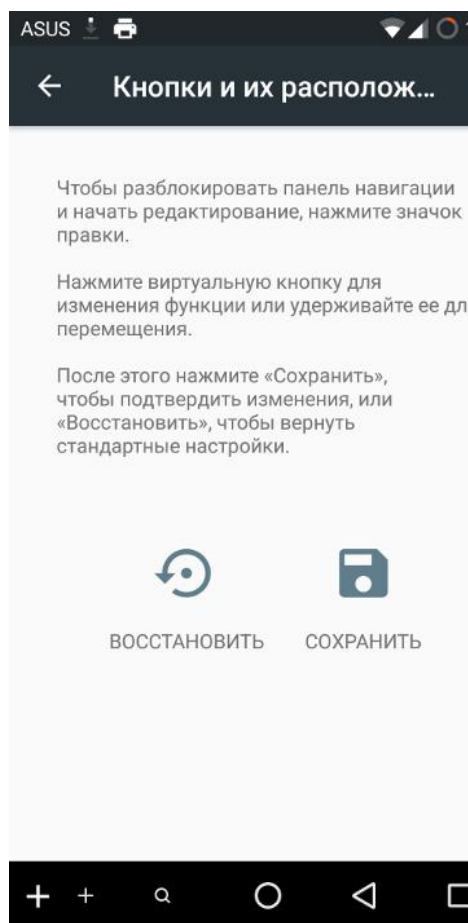 ASUS
Кнопки и их располож...
Чтобы разблокировать панель навигации
и начать редактирование, нажмите значок
правки.
Нажмите виртуальную кнопку для
изменения функции или удерживайте ее дл
перемещения.
После этого нажмите «Сохранить»,
чтобы подтвердить изменения, или
«Восстановить», чтобы вернуть
стандартные настройки.
ВОССТАНОВИТЬ СОХРАНИТЬ